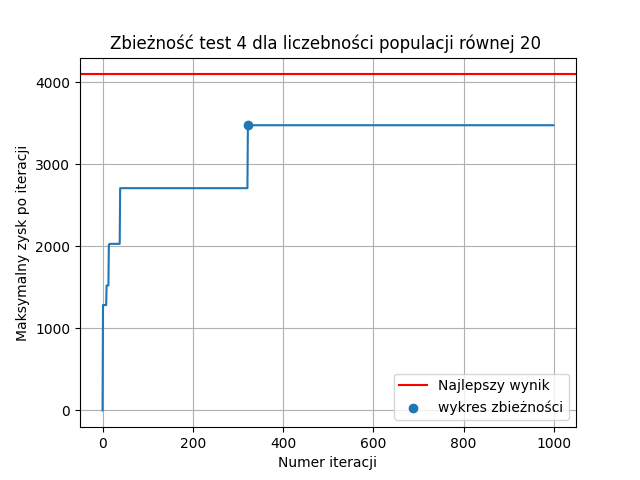 Zbieżność test 4 dla liczebności populacji równej 20
Maksymalny zysk po iteracji
4000
3000
2000
1000
0
0 200 400 600 800 1000
Numer iteracji
Najlepszy wynik
wykres zbieżności